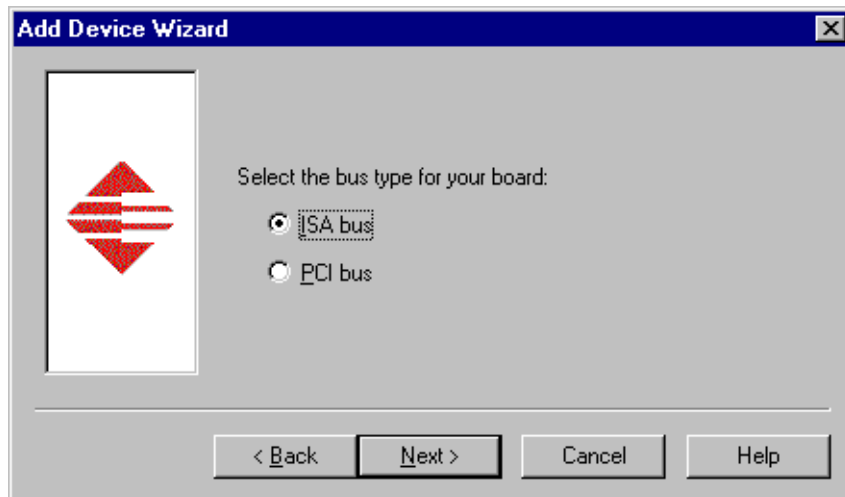 Add Device Wizard
Select the bus type for your board:
ISA bus
PCI bus
< Back Next > Cancel Help